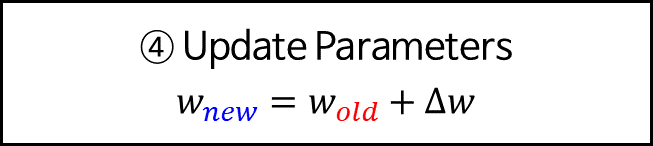 ④ Update Parameters
w_new = w_old + Δw